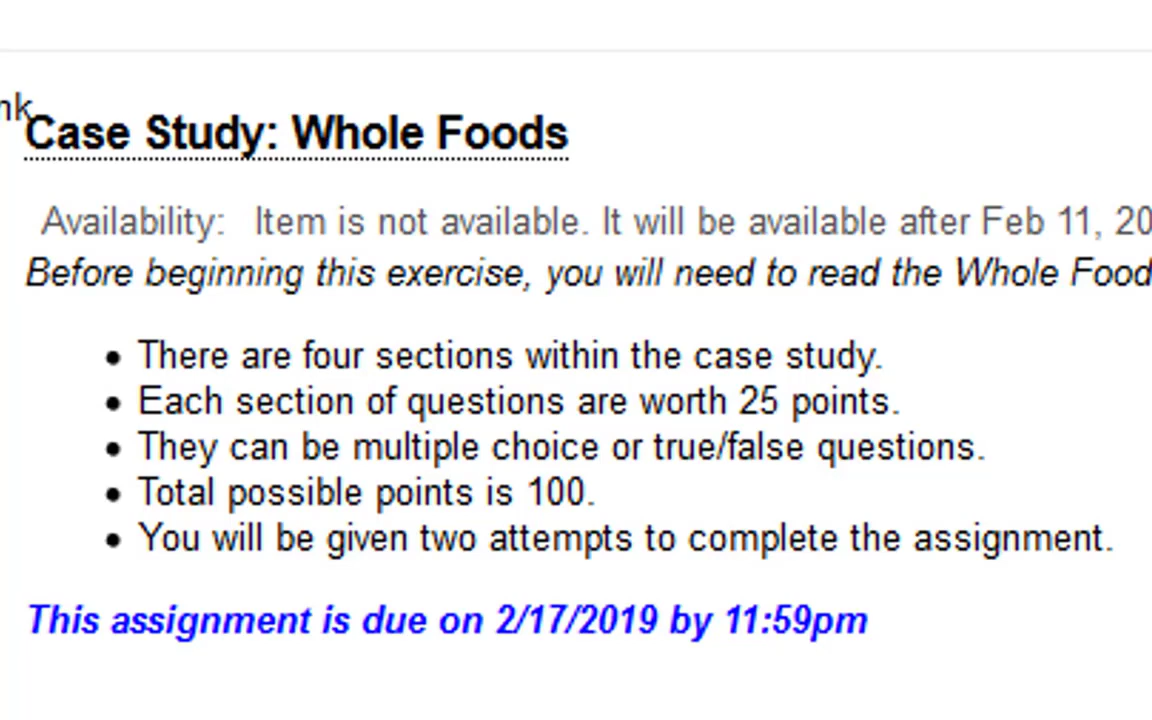 Case Study: Whole Foods
Availability: Item is not available. It will be available after Feb 11, 20
Before beginning this exercise, you will need to read the Whole Food
There are four sections within the case study.
Each section of questions are worth 25 points.
They can be multiple choice or true/false questions.
Total possible points is 100.
You will be given two attempts to complete the assignment.
This assignment is due on 2/17/2019 by 11:59pm